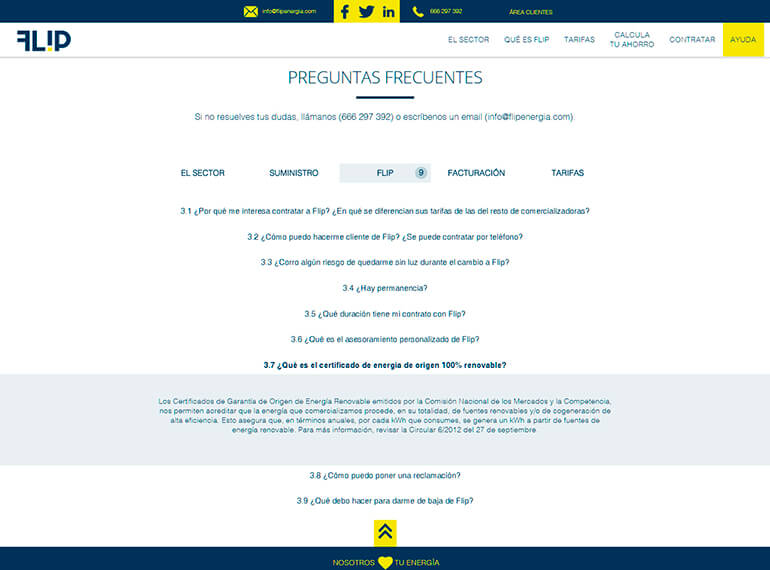 info@flipenergia.com
666 297 392
ÁREA CLIENTES
FL!P
EL SECTOR
QUÉ ES FLIP
TARIFAS
CALCULA
TU AHORRO
CONTRATAR
AYUDA
PREGUNTAS FRECUENTES
Si no resuelves tus dudas, llámanos (666 297 392) o escríbenos un email (info@flipenergia.com).
EL SECTOR
SUMINISTRO
FLIP 9
FACTURACIÓN
TARIFAS
3.1 ¿Por qué me interesa contratar a Flip? ¿En qué se diferencian sus tarifas de las del resto de comercializadoras?
3.2 ¿Cómo puedo hacerme cliente de Flip? ¿Se puede contratar por teléfono?
3.3 ¿Corro algún riesgo de quedarme sin luz durante el cambio a Flip?
3.4 ¿Hay permanencia?
3.5 ¿Qué duración tiene mi contrato con Flip?
3.6 ¿Qué es el asesoramiento personalizado de Flip?
3.7 ¿Qué es el certificado de energía de origen 100% renovable?
Los Certificados de Garantía de Origen de Energía Renovable emitidos por la Comisión Nacional de los Mercados y la Competencia,
nos permiten acreditar que la energía que comercializamos procede, en su totalidad, de fuentes renovables y/o de cogeneración de
alta eficiencia. Esto asegura que, en términos anuales, por cada kWh que consumes, se genera un kWh a partir de fuentes de
energía renovable. Para más información, revisar la Circular 6/2012 del 27 de septiembre
3.8 ¿Cómo puedo poner una reclamación?
3.9 ¿Qué debo hacer para darme de baja de Flip?
NOSOTROS TU ENERGÍA